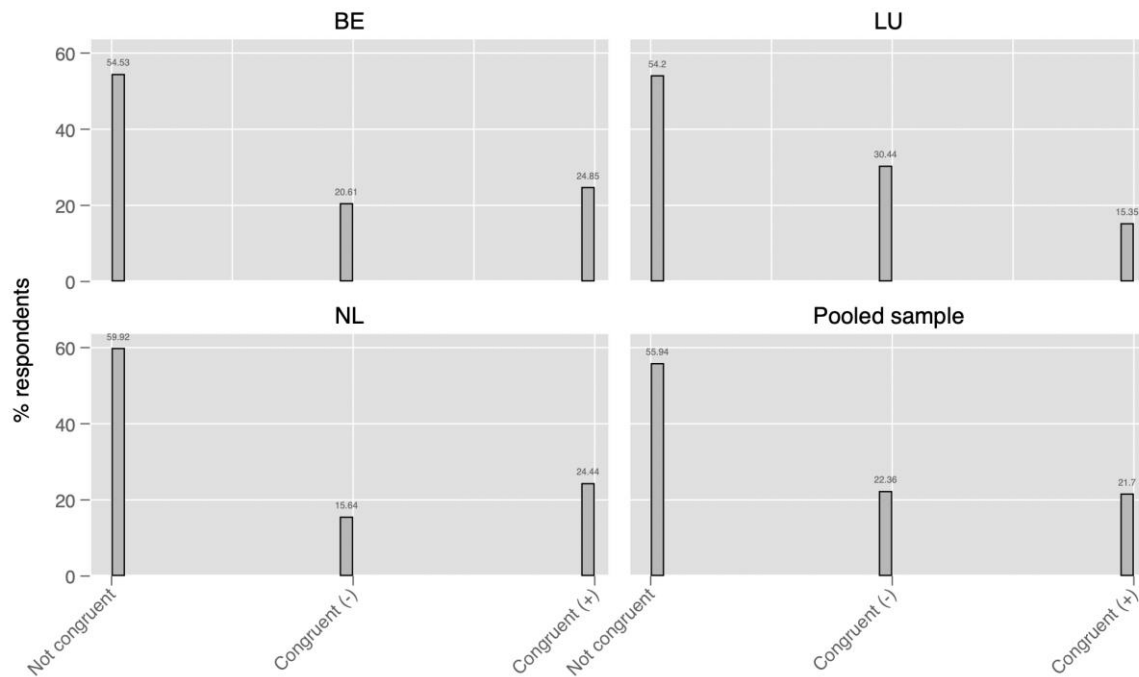 BE
LU
60
54.53
54.2
40
30.44
20.61
24.85
20
15.35
0
% respondents
NL
Pooled sample
59.92
60
55.94
40
24.44
22.36
21.7
20
15.64
0
Not congruent
Congruent (-)
Congruent (+)
Not congruent
Congruent (-)
Congruent (+)